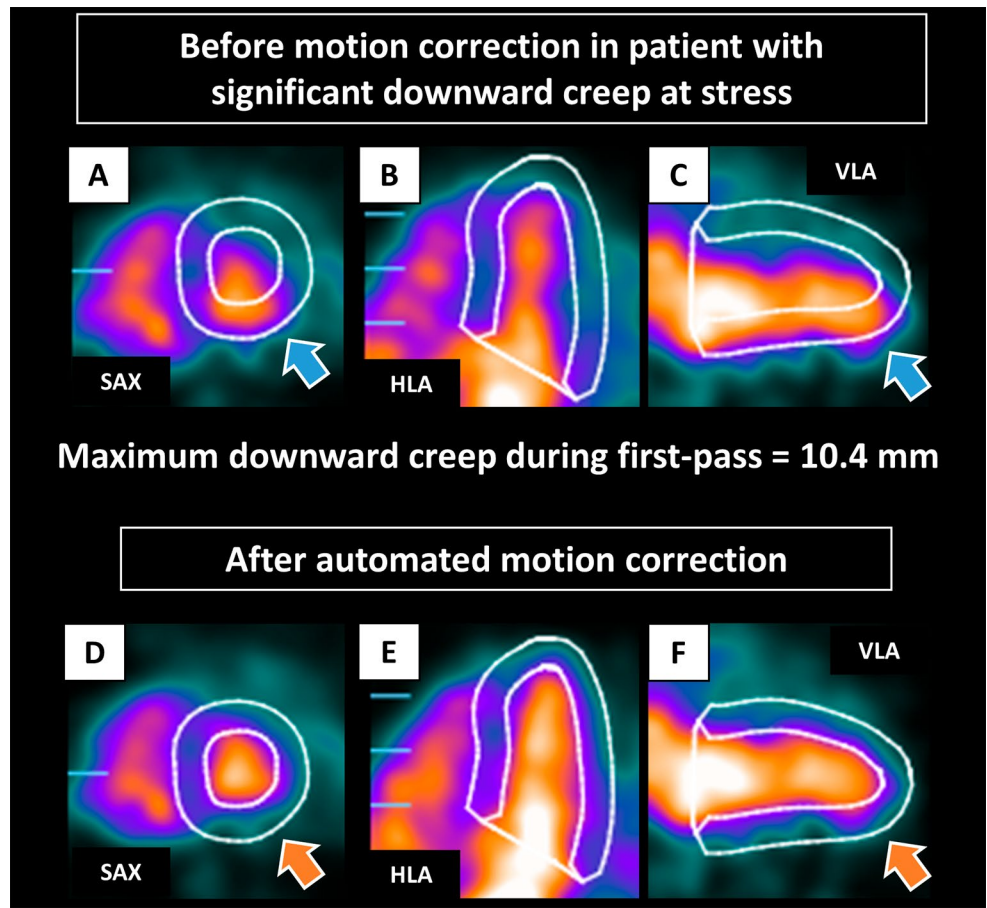 Before motion correction in patient with
significant downward creep at stress
A
B
C
VLA
SAX
HLA
Maximum downward creep during first-pass = 10.4 mm
After automated motion correction
D
E
F
VLA
SAX
HLA